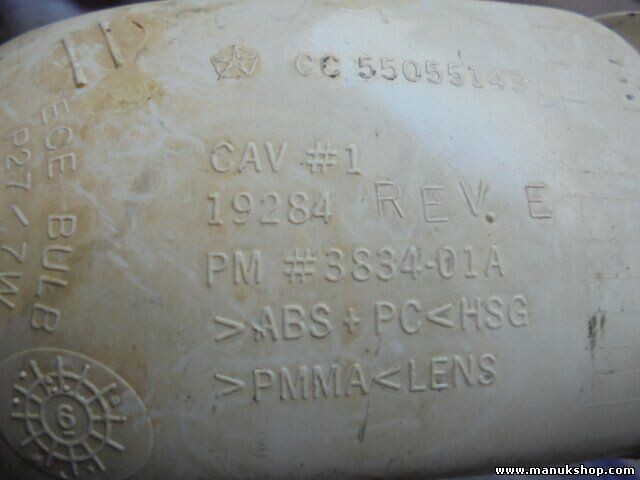 CC 55055143
CAV #1
19284 REV. E
PM #3834-01A
>ABS + PC<HSG
>PMMA<LENS
ECE BULB
P27/7W
6
www.manukshop.com